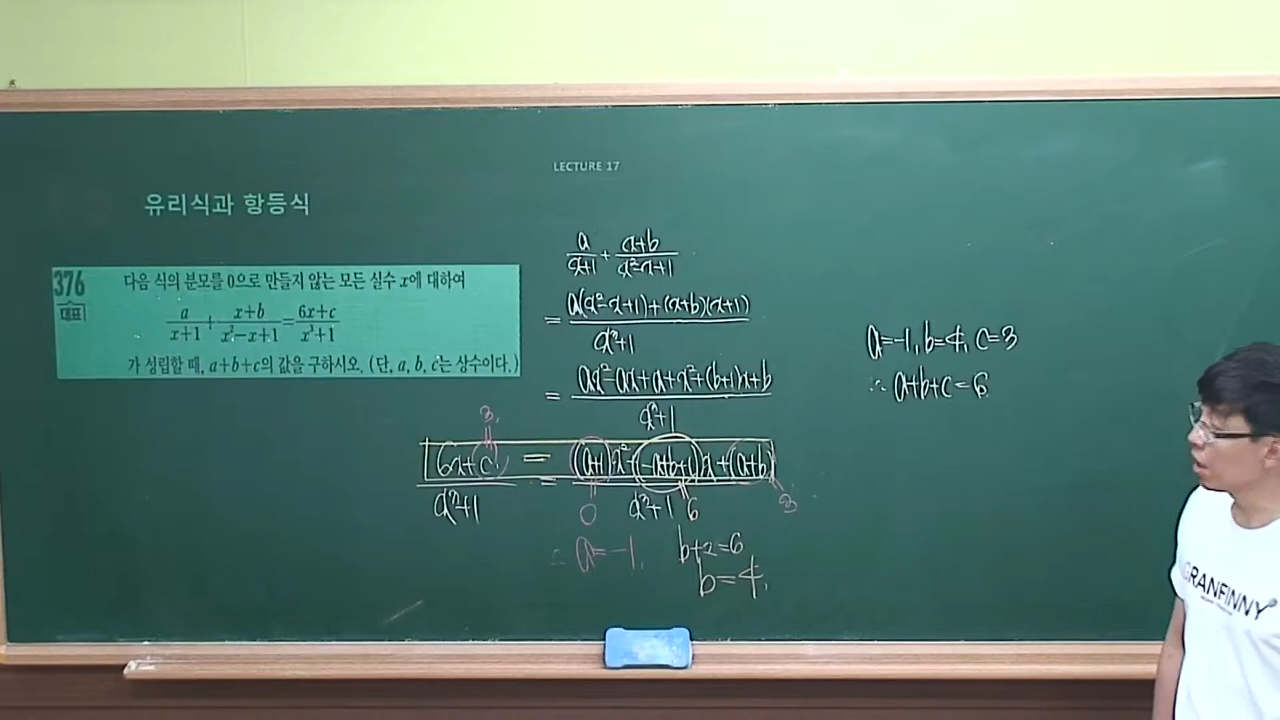 LECTURE 17
유리식과 항등식
376
대표
다음 식의 분모를 0으로 만들지 않는 모든 실수 x에 대하여
a/(x+1) + (x+b)/(x²-x+1) = (6x+c)/(x³+1)
가 성립할 때, a+b+c의 값을 구하시오. (단, a, b, c는 상수이다.)
a/(x+1) + (x+b)/(x²-x+1)
= (a(x²-x+1)+(x+b)(x+1))/(x³+1)
= (ax²-ax+a+x²+(b+1)x+b)/(x³+1)
3
(6x+c)/(x³+1) = ((a+1)x²+(-a+b+1)x+(a+b))/(x³+1)
0 6 3
∴ a=-1,
b+2=6
b=4,
a=-1, b=4, c=3
∴ a+b+c=6
GRANFINNY